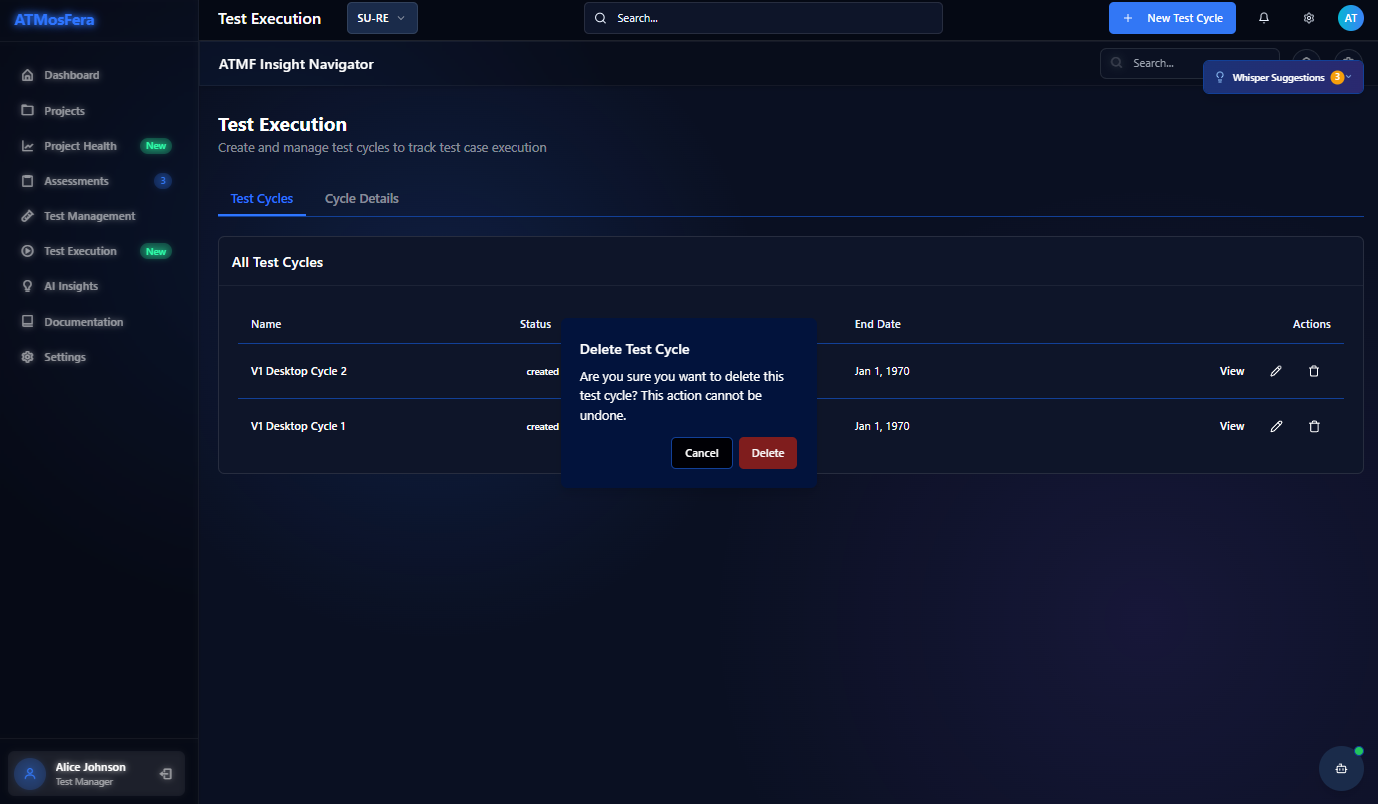 ATMosFera
Test Execution
SU-RE
Search...
New Test Cycle
AT
ATMF Insight Navigator
Search...
Whisper Suggestions 3
Dashboard
Projects
Project Health New
Assessments 3
Test Management
Test Execution New
AI Insights
Documentation
Settings
Test Execution
Create and manage test cycles to track test case execution
Test Cycles Cycle Details
All Test Cycles
Name Status End Date Actions
V1 Desktop Cycle 2 created Jan 1, 1970 View
V1 Desktop Cycle 1 created Jan 1, 1970 View
Delete Test Cycle
Are you sure you want to delete this
test cycle? This action cannot be
undone.
Cancel Delete
Alice Johnson
Test Manager